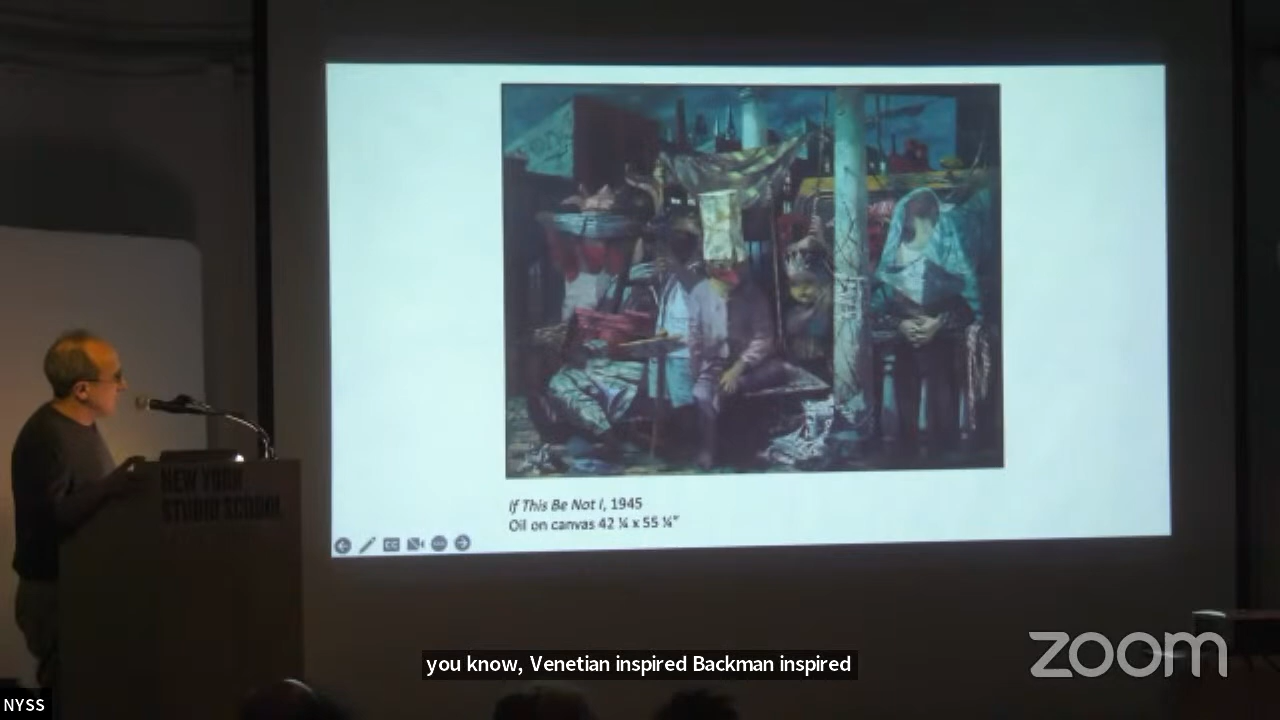 NEW YORK
STUDIO SCHOOL
If This Be Not I, 1945
Oil on canvas 42 ¼ x 55 ¼"
CC
you know, Venetian inspired Backman inspired
zoom
NYSS